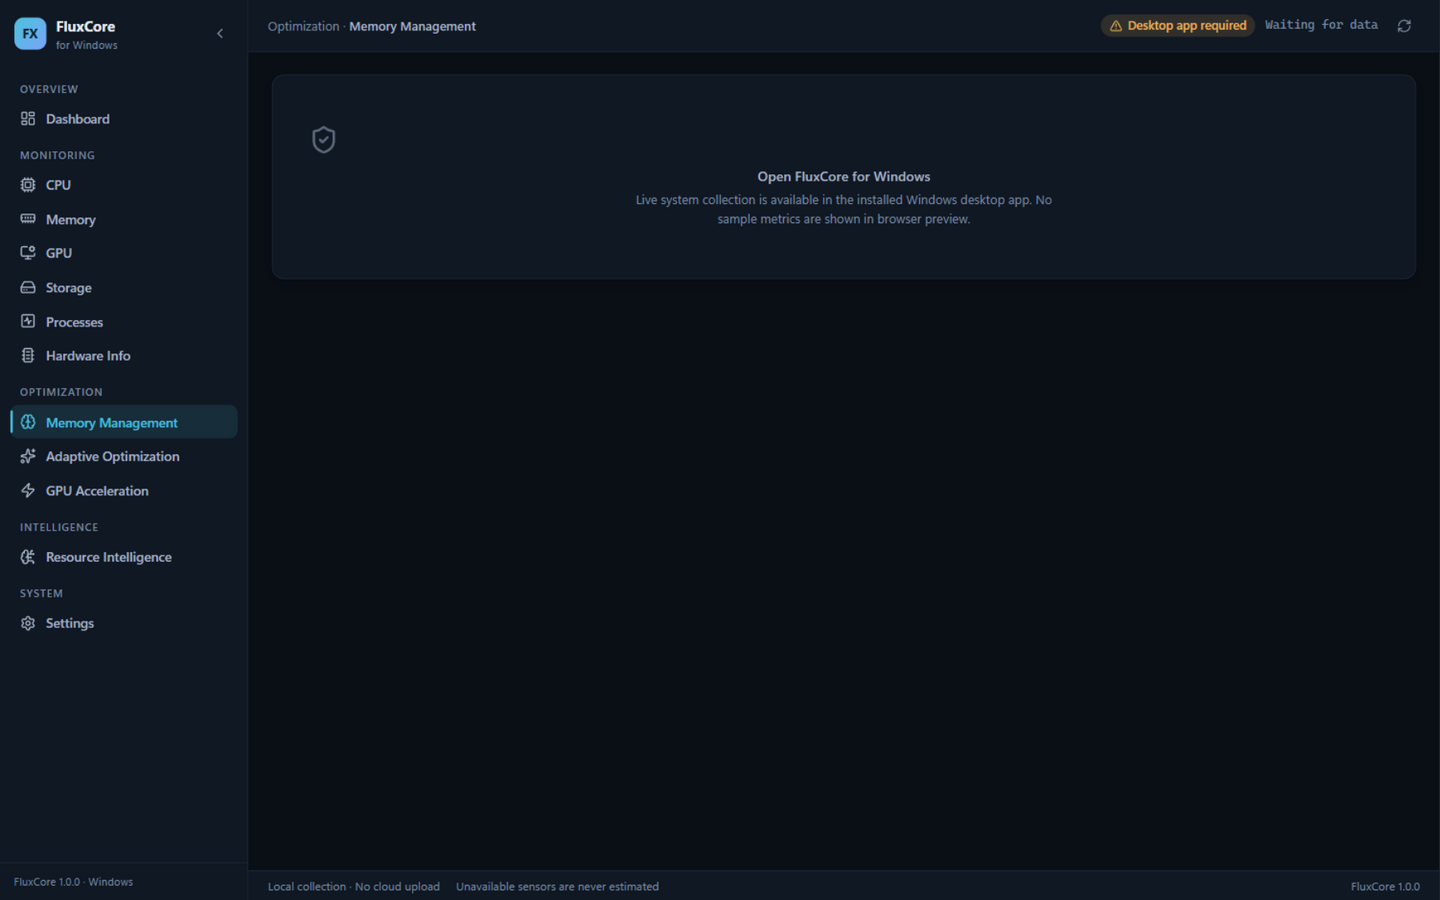 FX
FluxCore
for Windows
OVERVIEW
Dashboard
MONITORING
CPU
Memory
GPU
Storage
Processes
Hardware Info
OPTIMIZATION
Memory Management
Adaptive Optimization
GPU Acceleration
INTELLIGENCE
Resource Intelligence
SYSTEM
Settings
FluxCore 1.0.0 · Windows
Optimization · Memory Management
Desktop app required
Waiting for data
Open FluxCore for Windows
Live system collection is available in the installed Windows desktop app. No
sample metrics are shown in browser preview.
Local collection · No cloud upload
Unavailable sensors are never estimated
FluxCore 1.0.0